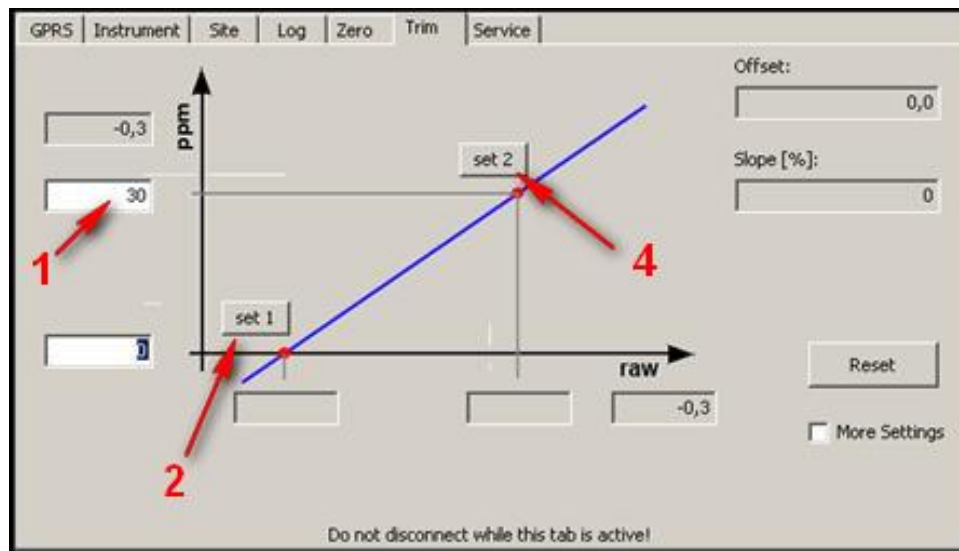 GPRS Instrument Site Log Zero Trim Service
Offset:
0,0
ppm
-0,3
set 2
Slope [%]:
30
0
1
4
set 1
0
raw
Reset
-0,3
More Settings
2
Do not disconnect while this tab is active!